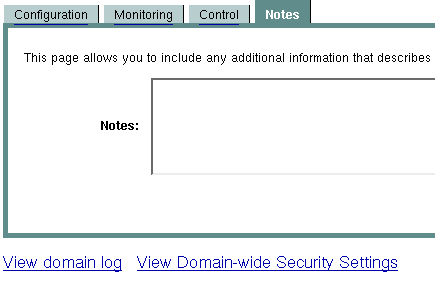 Configuration Monitoring Control Notes
This page allows you to include any additional information that describes
Notes:
View domain log View Domain-wide Security Settings